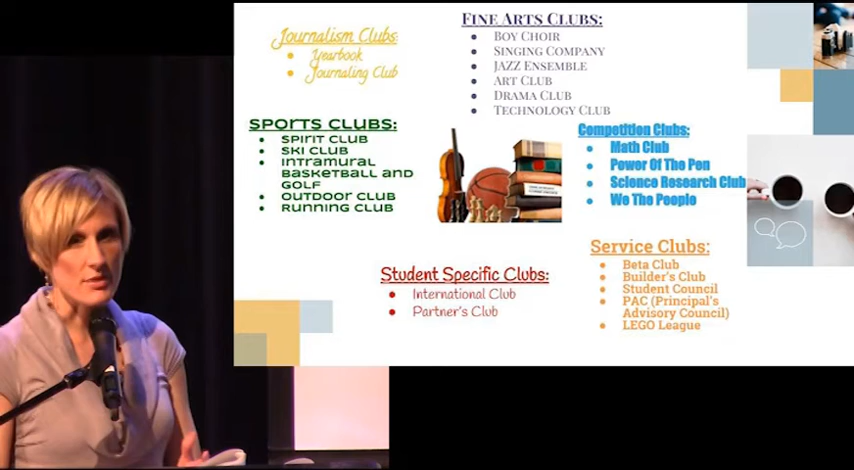 Journalism Clubs:
• Yearbook
• Journaling Club
FINE ARTS CLUBS:
• BOY CHOIR
• SINGING COMPANY
• JAZZ ENSEMBLE
• ART CLUB
• DRAMA CLUB
• TECHNOLOGY CLUB
SPORTS CLUBS:
• SPIRIT CLUB
• SKI CLUB
• INTRAMURAL
BASKETBALL AND
GOLF
• OUTDOOR CLUB
• RUNNING CLUB
Competition Clubs:
• Math Club
• Power Of The Pen
• Science Research Club
• We The People
Student Specific Clubs:
• International Club
• Partner's Club
Service Clubs:
• Beta Club
• Builder's Club
• Student Council
• PAC (Principal's
Advisory Council)
• LEGO League